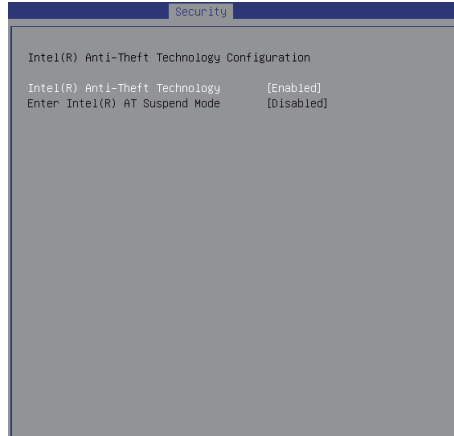 Security
Intel(R) Anti-Theft Technology Configuration
Intel(R) Anti-Theft Technology [Enabled]
Enter Intel(R) AT Suspend Mode [Disabled]